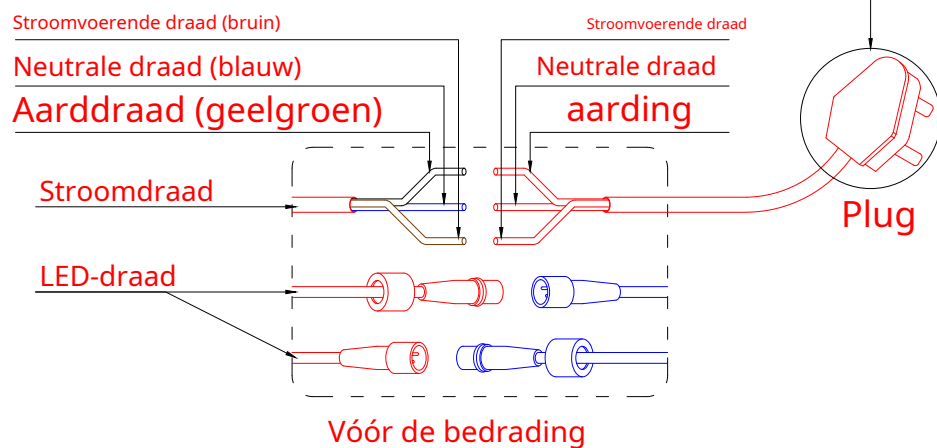 Stroomvoerende draad (bruin)
Stroomvoerende draad
Neutrale draad (blauw)
Neutrale draad
Aarddraad (geelgroen)
aarding
Stroomdraad
Plug
LED-draad
Vóór de bedrading